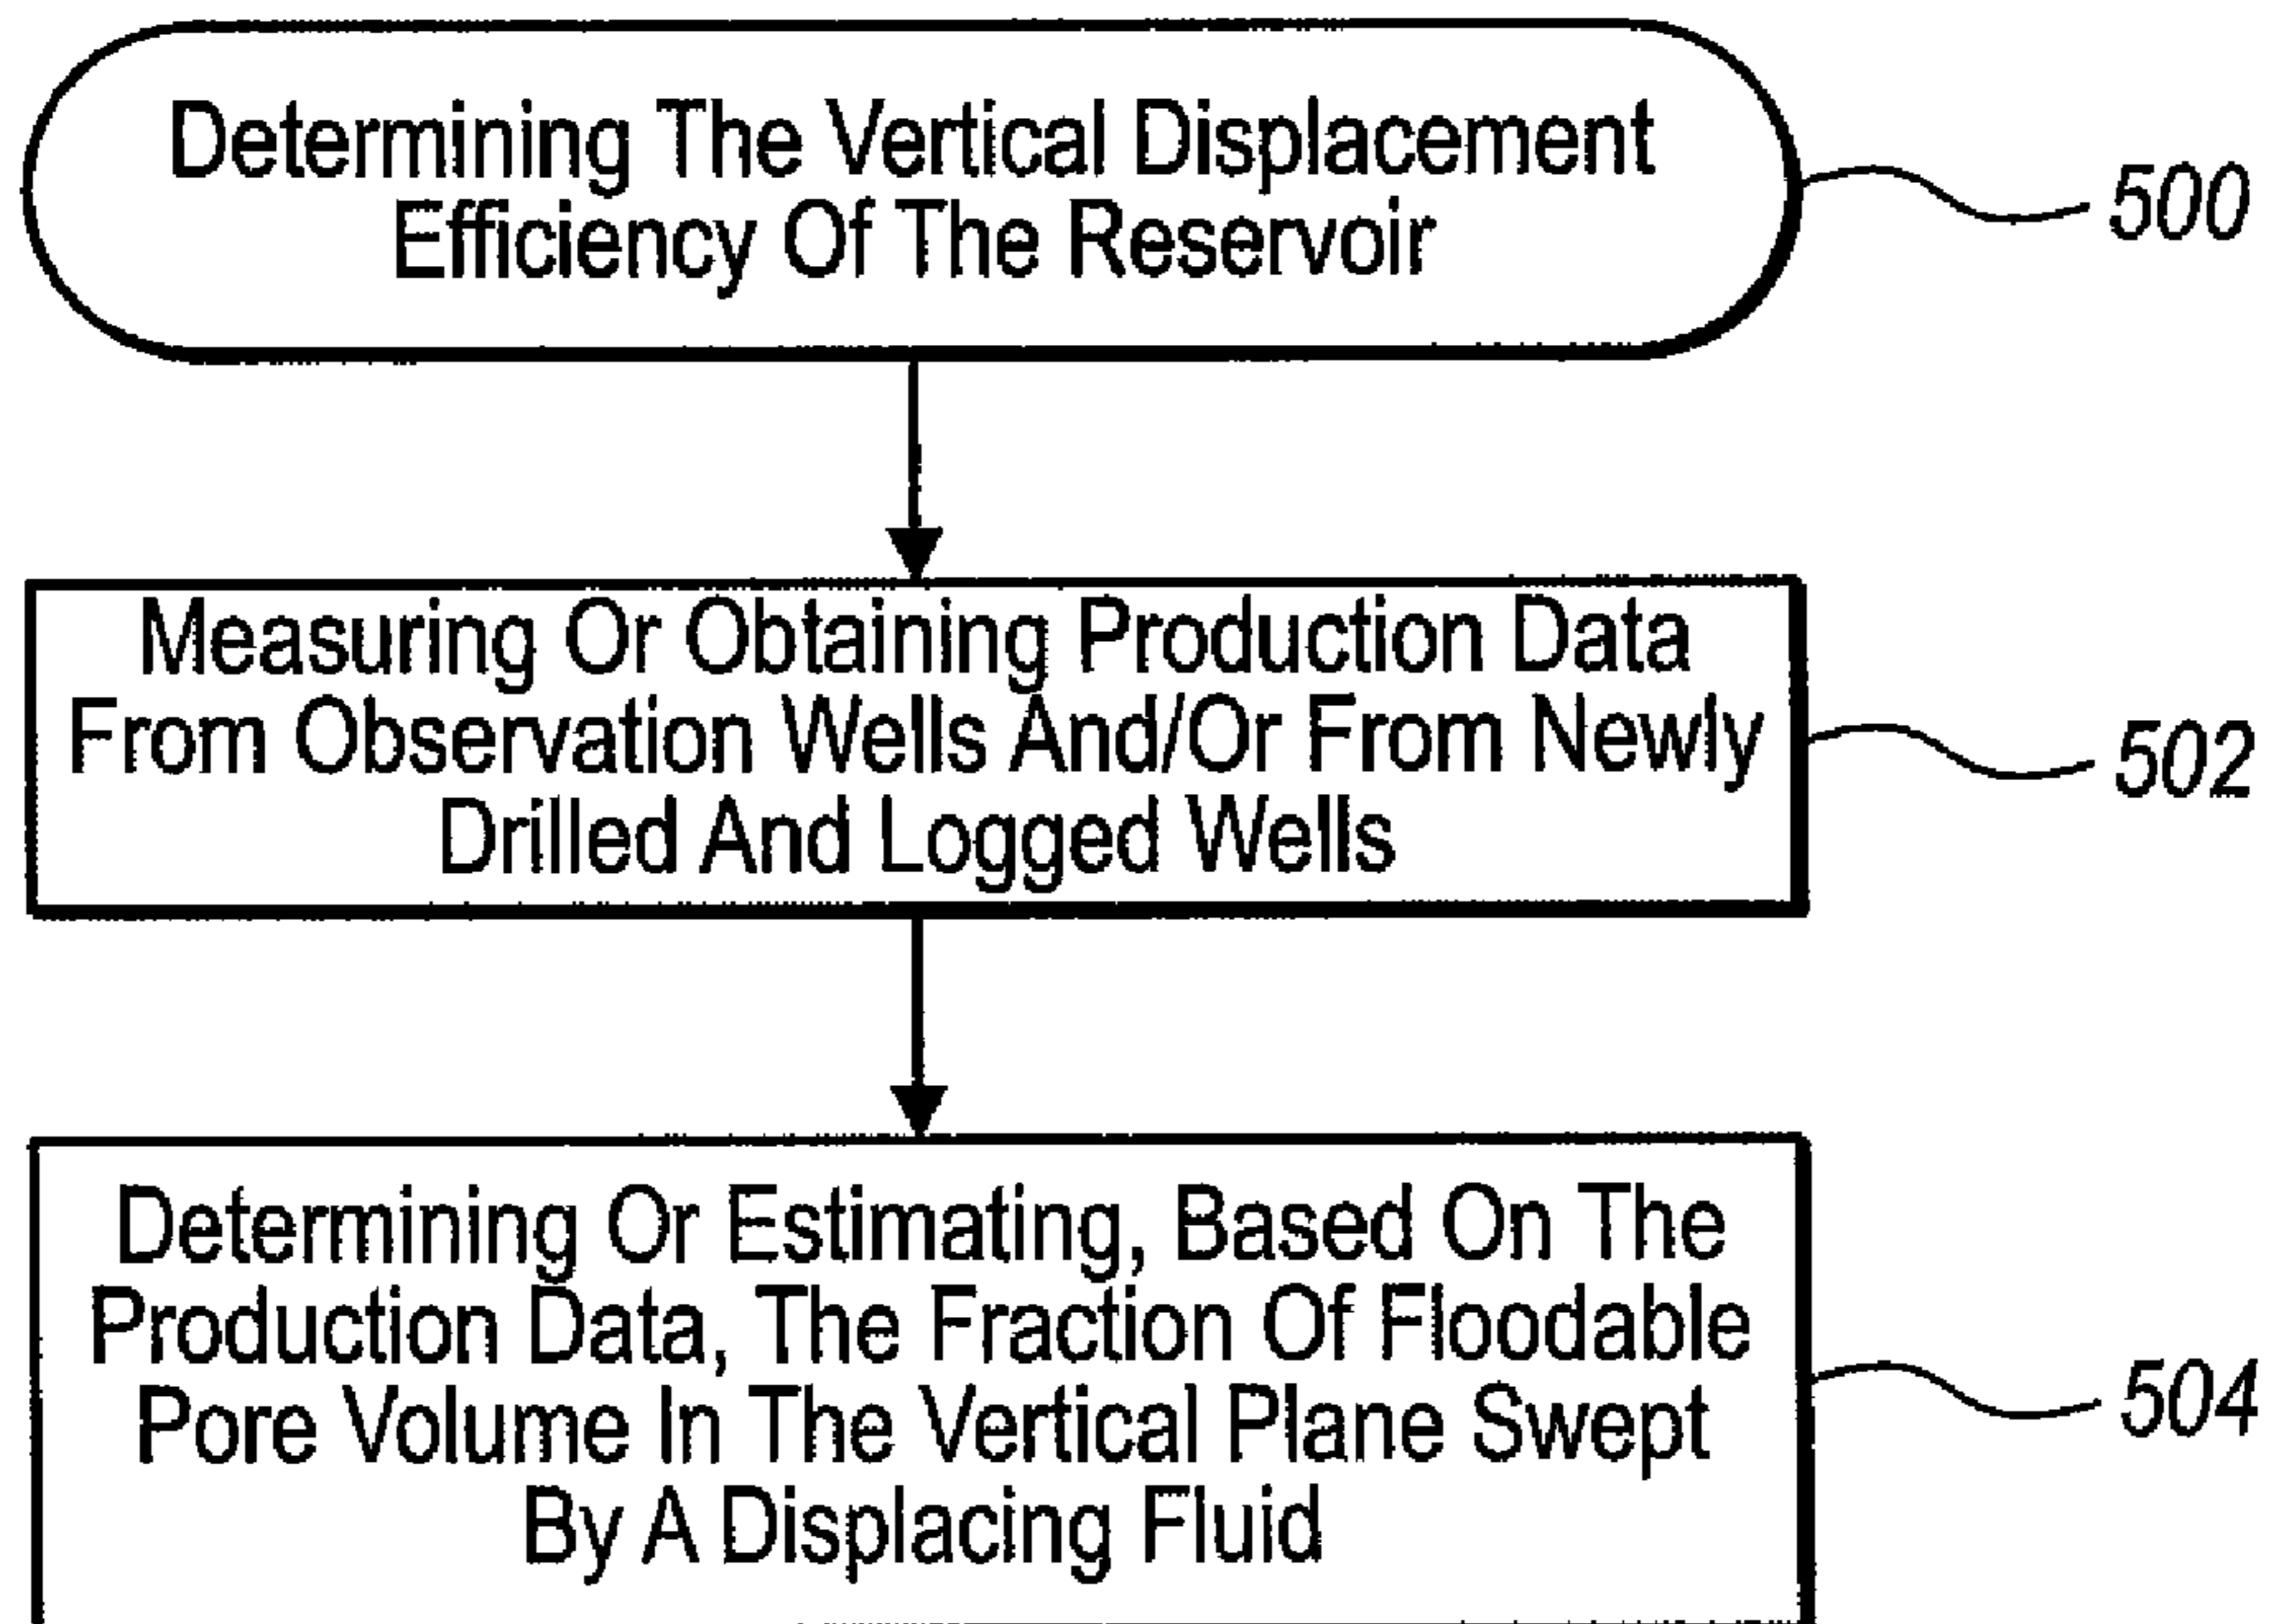 Determining The Vertical Displacement
Efficiency Of The Reservoir
500
Measuring Or Obtaining Production Data
From Observation Wells And/Or From Newly
Drilled And Logged Wells
502
Determining Or Estimating, Based On The
Production Data, The Fraction Of Floodable
Pore Volume In The Vertical Plane Swept
By A Displacing Fluid
504